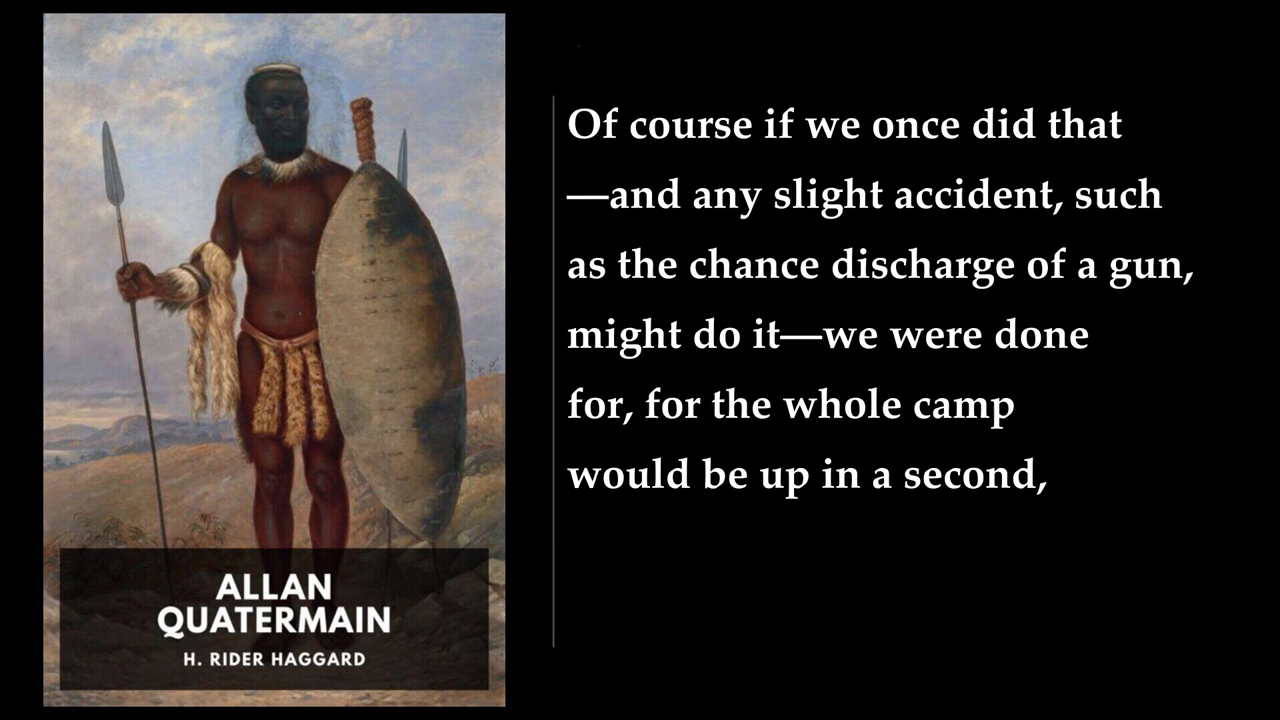 ALLAN
QUATERMAIN
H. RIDER HAGGARD
Of course if we once did that
—and any slight accident, such
as the chance discharge of a gun,
might do it—we were done
for, for the whole camp
would be up in a second,